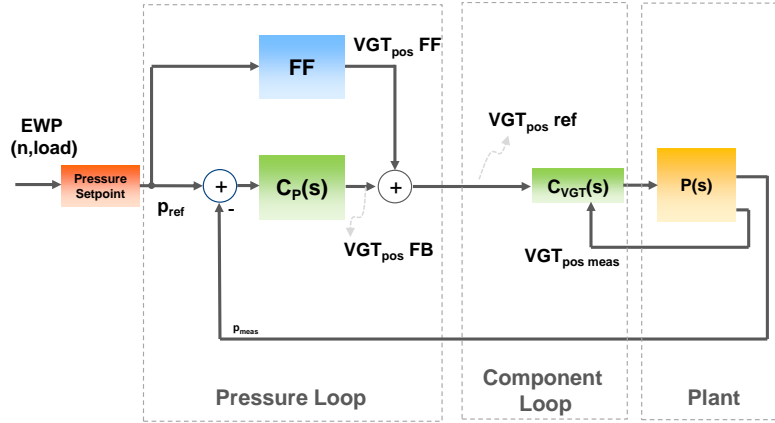 VGTpos FF
FF
EWP
(n,load)
VGTpos ref
Pressure
Setpoint
+
CP(s)
+
CVGT(s)
P(s)
pref
-
VGTpos FB
VGTpos meas
pmeas
Pressure Loop
Component
Loop
Plant